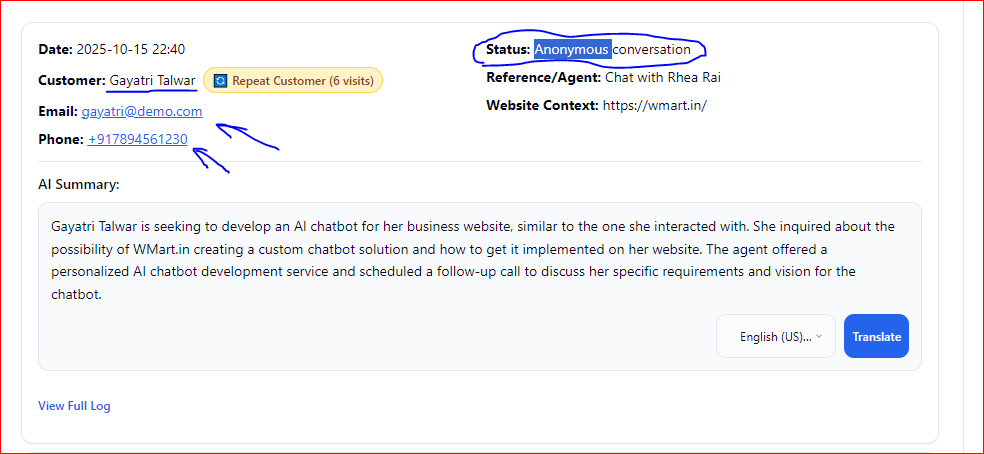 Date: 2025-10-15 22:40
Customer: Gayatri Talwar Repeat Customer (6 visits)
Email: gayatri@demo.com
Phone: +917894561230
Status: Anonymous conversation
Reference/Agent: Chat with Rhea Rai
Website Context: https://wmart.in/
AI Summary:
Gayatri Talwar is seeking to develop an AI chatbot for her business website, similar to the one she interacted with. She inquired about the
possibility of WMart.in creating a custom chatbot solution and how to get it implemented on her website. The agent offered a
personalized AI chatbot development service and scheduled a follow-up call to discuss her specific requirements and vision for the
chatbot.
English (US)...
Translate
View Full Log